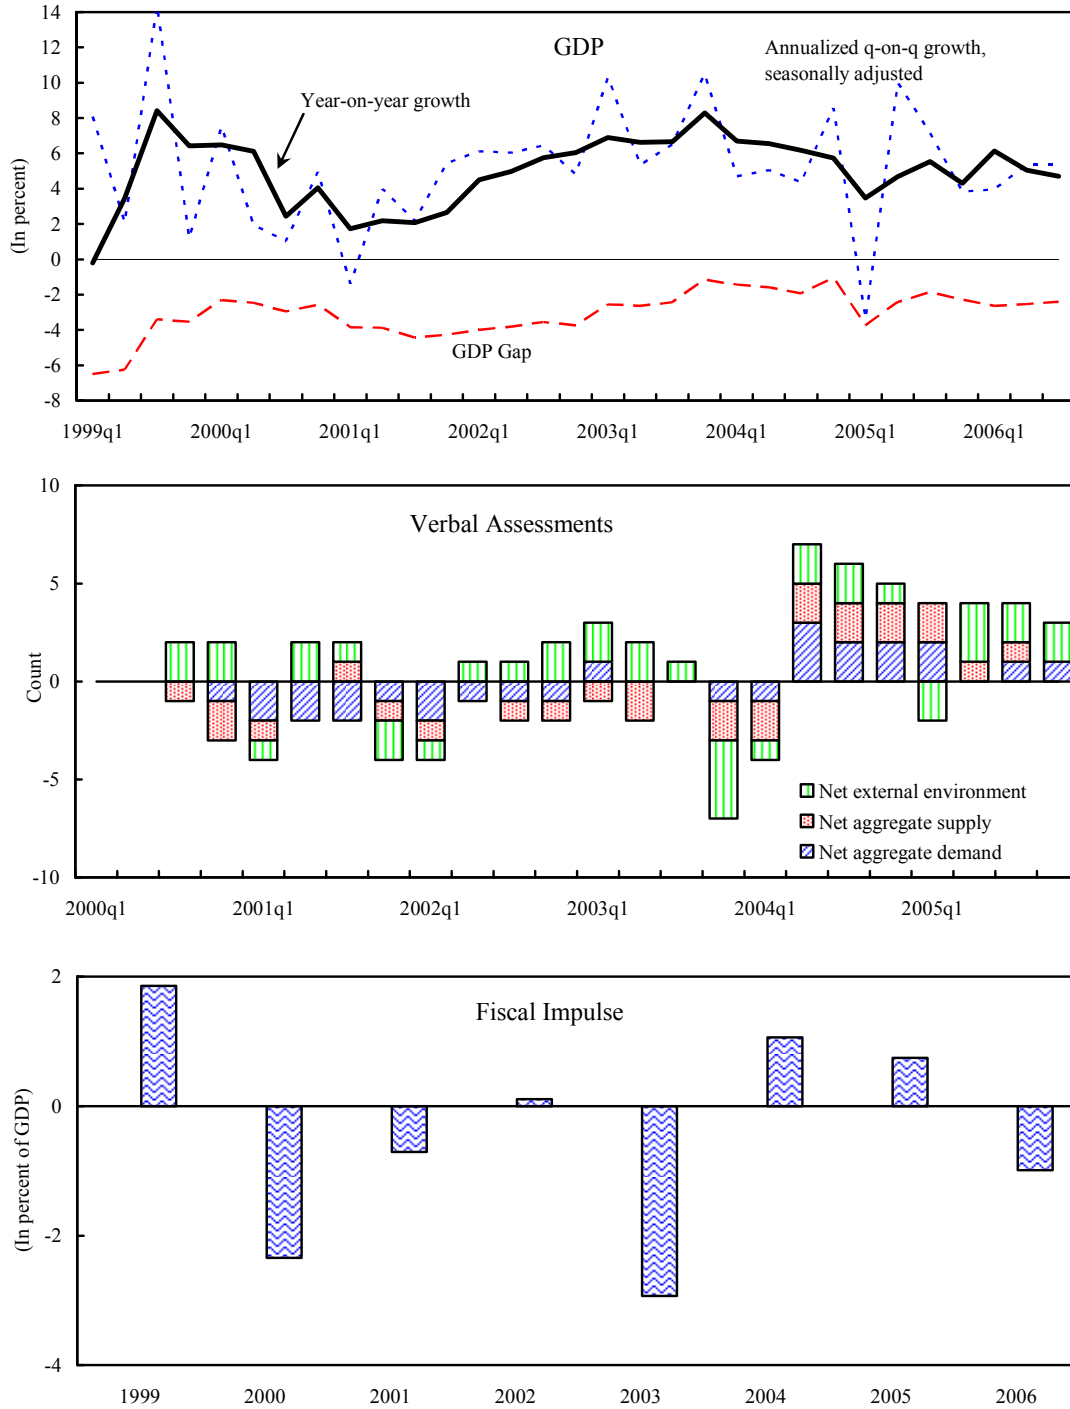 14
12
10
8
6
4
2
0
-2
-4
-6
-8
(In percent)
GDP
Annualized q-on-q growth,
seasonally adjusted
Year-on-year growth
GDP Gap
1999q1 2000q1 2001q1 2002q1 2003q1 2004q1 2005q1 2006q1
10
5
0
-5
-10
Count
Verbal Assessments
Net external environment
Net aggregate supply
Net aggregate demand
2000q1 2001q1 2002q1 2003q1 2004q1 2005q1
2
0
-2
-4
(In percent of GDP)
Fiscal Impulse
1999 2000 2001 2002 2003 2004 2005 2006